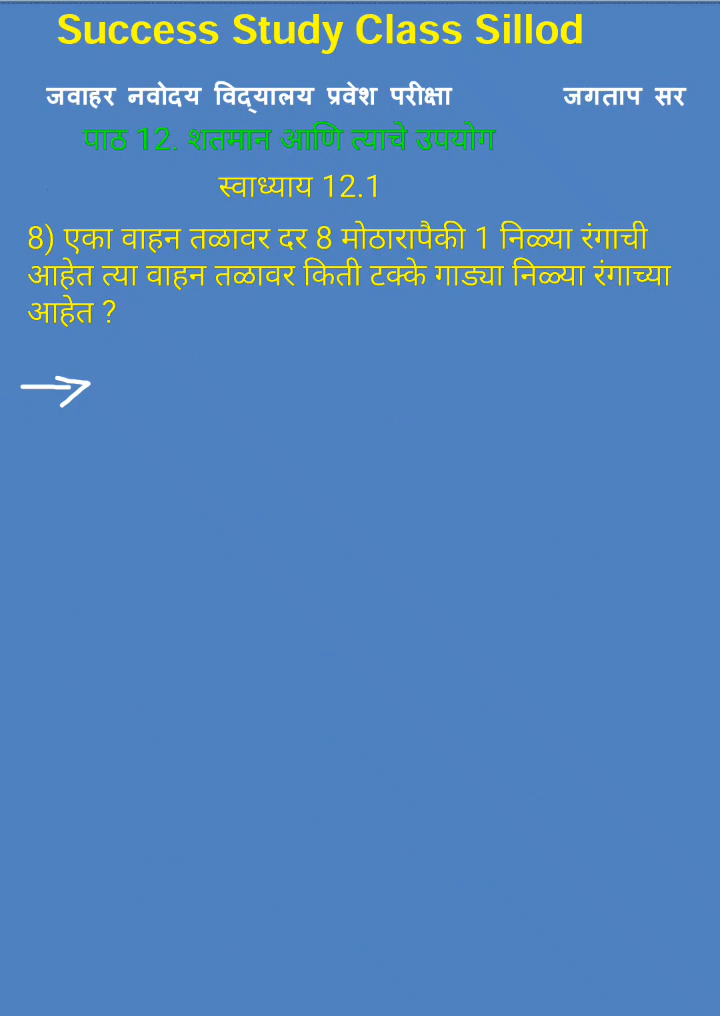 Success Study Class Sillod
जवाहर नवोदय विद्‌यालय प्रवेश परीक्षा जगताप सर
पाठ 12. शतमान आणि त्याचे उपयोग
स्वाध्याय 12.1
8) एका वाहन तळावर दर 8 मोठारापैकी 1 निळ्या रंगाची
आहेत त्या वाहन तळावर किती टक्के गाड्या निळ्या रंगाच्या
आहेत ?